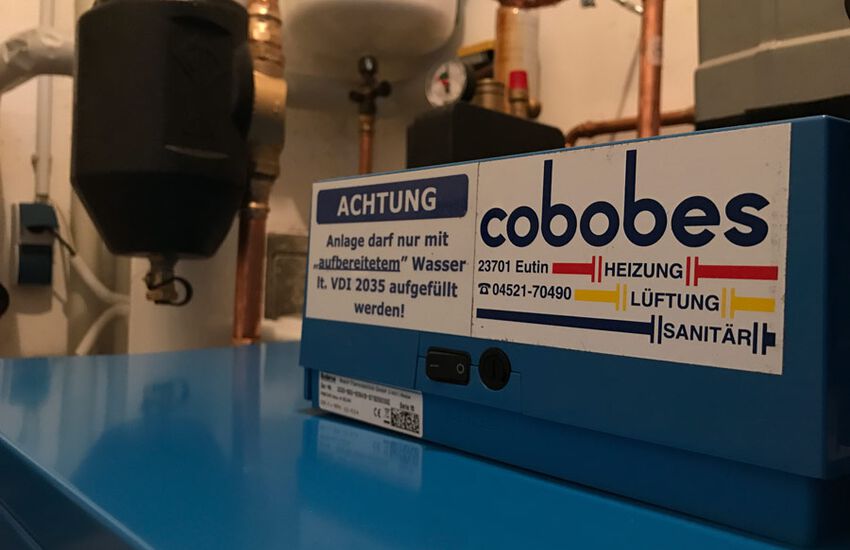 ACHTUNG
Anlage darf nur mit
„aufbereitetem” Wasser
lt. VDI 2035 aufgefüllt
werden!
cobobes
23701 Eutin HEIZUNG
☎04521-70490 LÜFTUNG
SANITÄR
CE